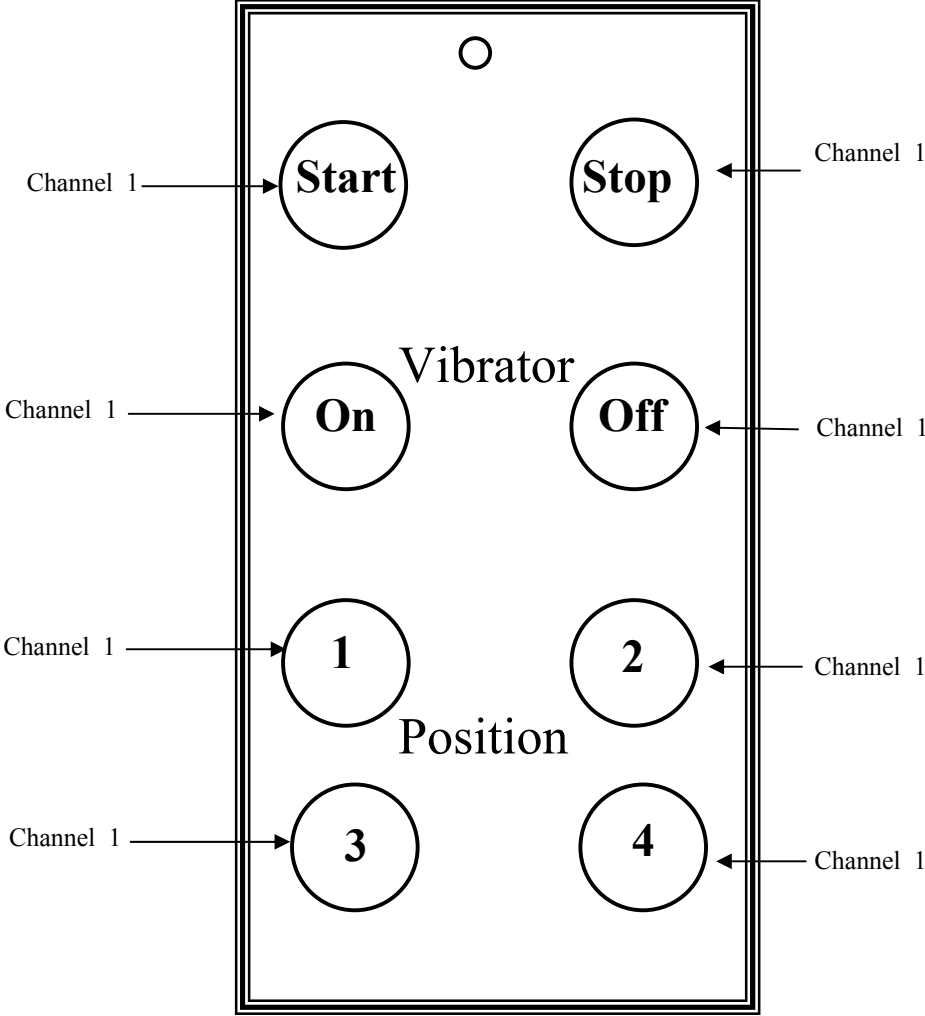 Channel 1
Start
Stop
Channel 1
Vibrator
Channel 1
On
Off
Channel 1
Channel 1
1
2
Channel 1
Position
Channel 1
3
4
Channel 1